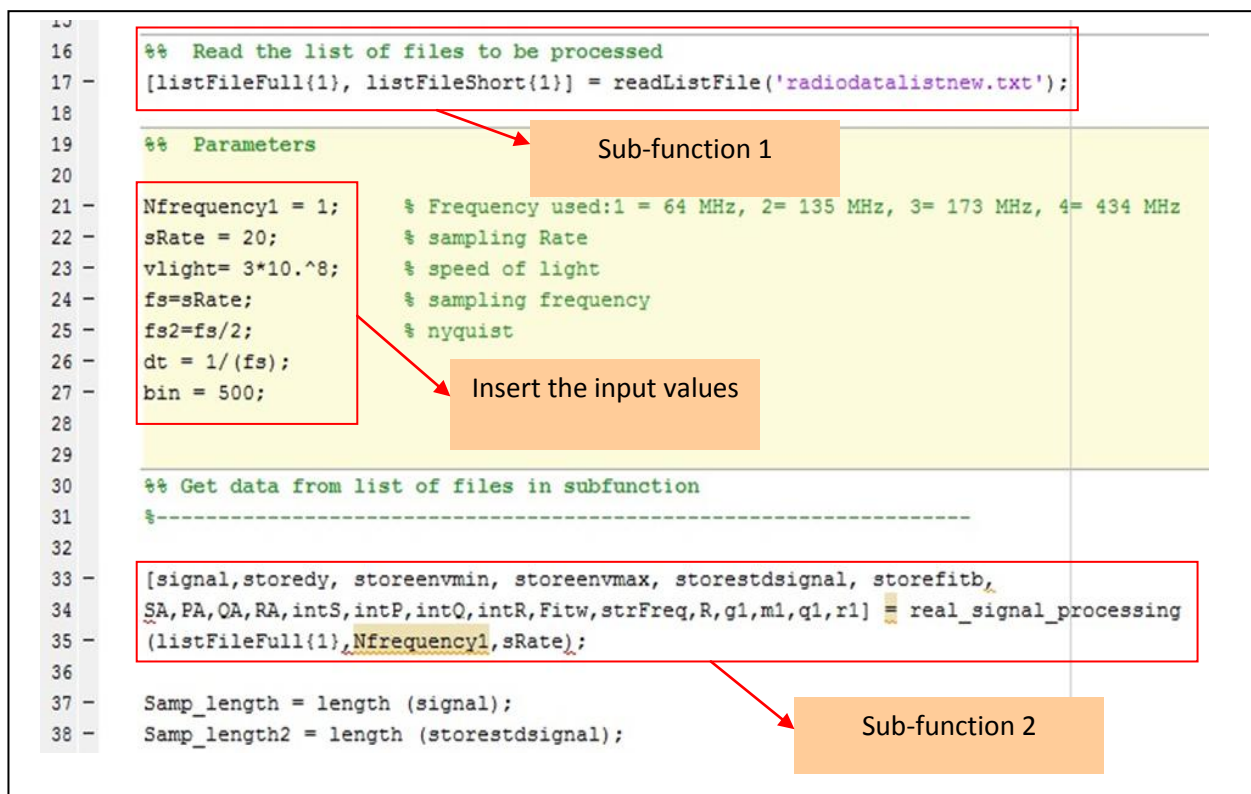 15
16 %% Read the list of files to be processed
17 - [listFileFull{1}, listFileShort{1}] = readListFile('radiodatalistnew.txt');
18
Sub-function 1
19 %% Parameters
20
21 - Nfrequency1 = 1; % Frequency used:1 = 64 MHz, 2= 135 MHz, 3= 173 MHz, 4= 434 MHz
22 - sRate = 20; % sampling Rate
23 - vlight= 3*10.^8; % speed of light
24 - fs=sRate; % sampling frequency
25 - fs2=fs/2; % nyquist
26 - dt = 1/(fs);
27 - bin = 500;
Insert the input values
28
29
30 %% Get data from list of files in subfunction
31 %------------------------------------------------------------------
32
33 - [signal,storedy, storeenvmin, storeenvmax, storestdsignal, storefitb,
34 SA,PA,QA,RA,intS,intP,intQ,intR,Fitw,strFreq,R,g1,m1,q1,r1] = real_signal_processing
35 - (listFileFull{1},Nfrequency1,sRate);
36
37 - Samp_length = length (signal);
38 - Samp_length2 = length (storestdsignal);
Sub-function 2